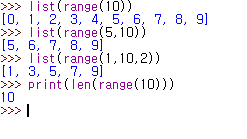 >>> list(range(10))
[0, 1, 2, 3, 4, 5, 6, 7, 8, 9]
>>> list(range(5,10))
[5, 6, 7, 8, 9]
>>> list(range(1,10,2))
[1, 3, 5, 7, 9]
>>> print(len(range(10)))
10
>>>